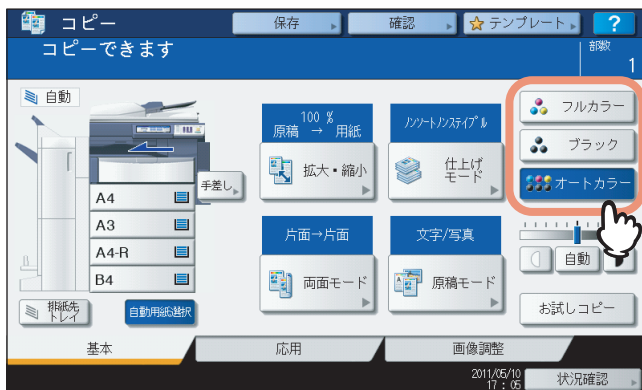 コピー
保存
確認
テンプレート
?
コピーできます
部数
1
自動
100 %
原稿 → 用紙
ノンソートノンステイプル
フルカラー
拡大・縮小
仕上げ
モード
ブラック
手差し
オートカラー
A4
A3
片面→片面
文字/写真
A4-R
自動
B4
両面モード
原稿モード
排紙先
トレイ
自動用紙選択
お試しコピー
基本
応用
画像調整
2011/05/10
17 : 05
状況確認